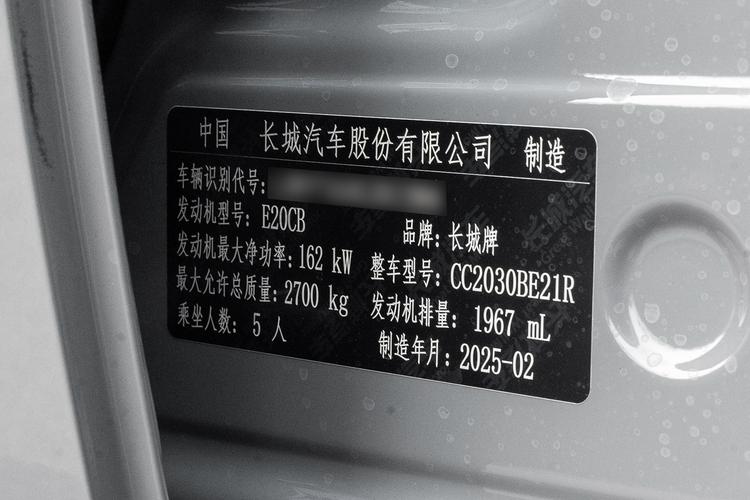 中国 长城汽车股份有限公司 制造
车辆识别代号:
发动机型号: E20CB
品牌: 长城牌
发动机最大净功率: 162 kW
整车型号: CC2030BE21R
最大允许总质量: 2700 kg
发动机排量: 1967 mL
乘坐人数: 5 人
制造年月: 2025-02